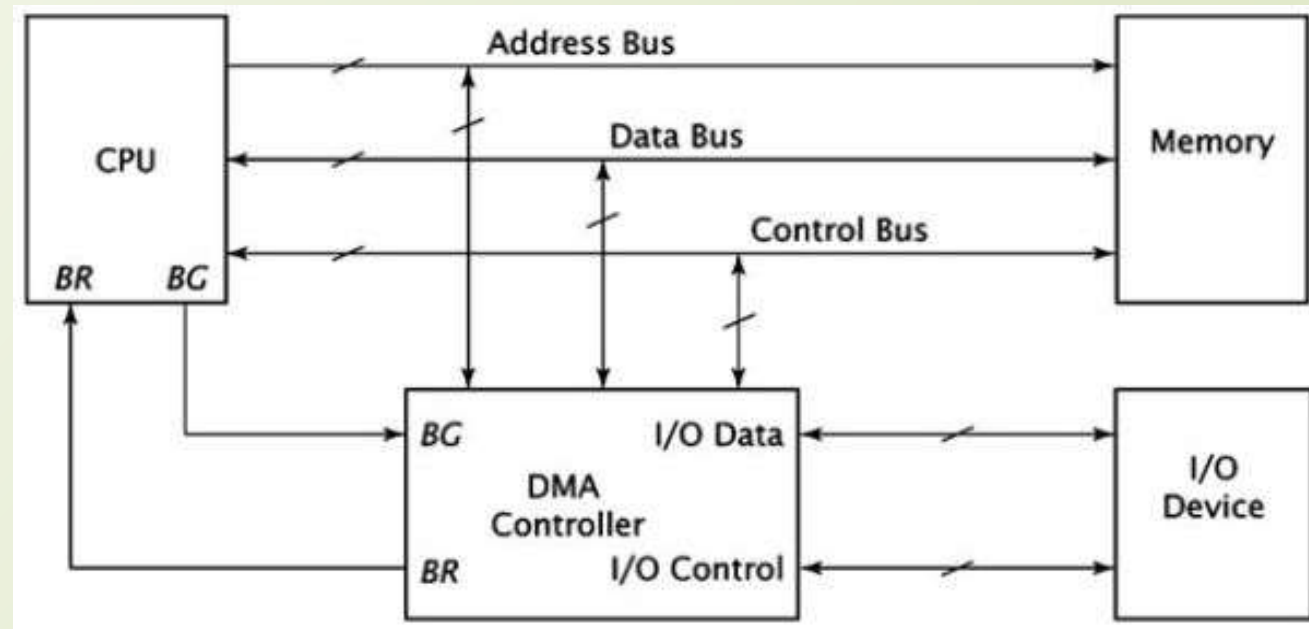 Address Bus
Data Bus
CPU
Memory
Control Bus
BR BG
BG I/O Data
DMA
Controller
I/O
Device
BR I/O Control